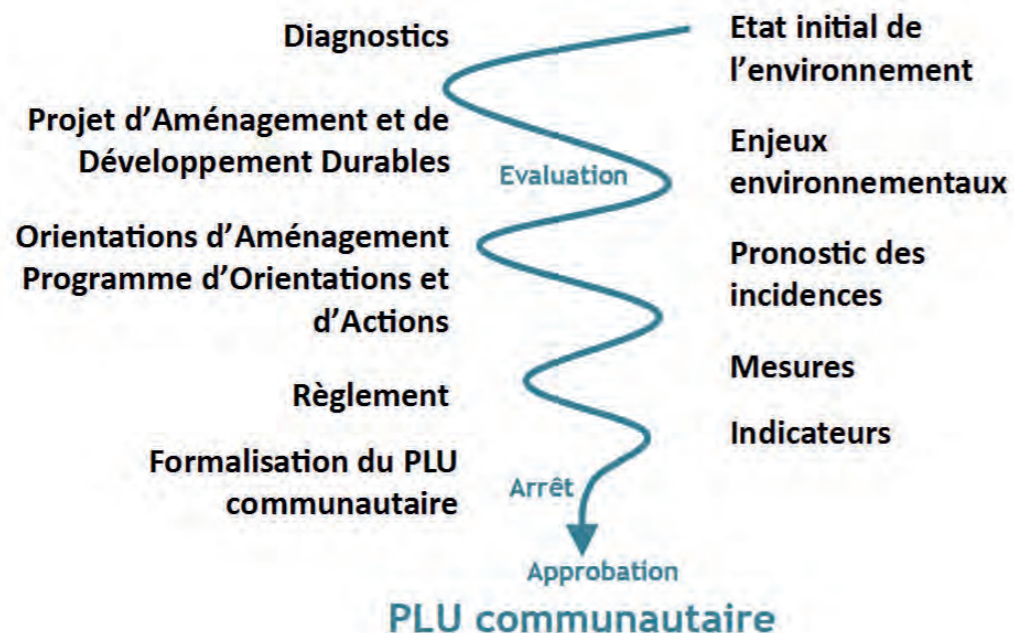 Diagnostics
Projet d’Aménagement et de
Développement Durables
Orientations d’Aménagement
Programme d’Orientations et
d’Actions
Règlement
Formalisation du PLU
communautaire
Evaluation
Arrêt
Etat initial de
l’environnement
Enjeux
environnementaux
Pronostic des
incidences
Mesures
Indicateurs
Approbation
PLU communautaire